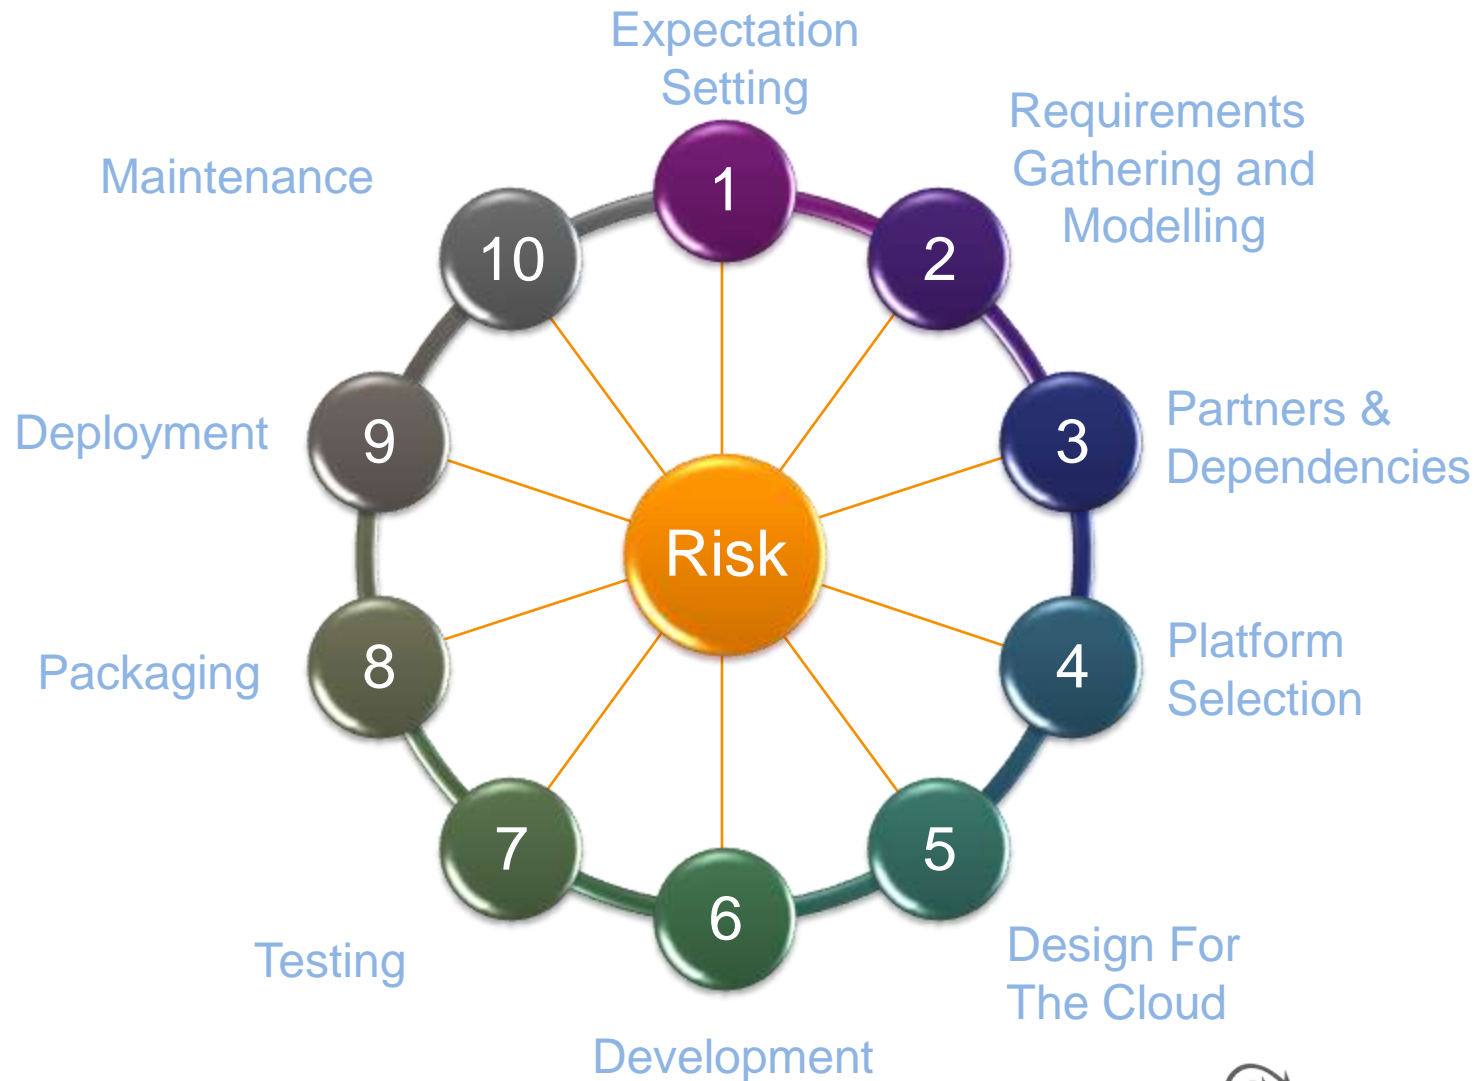 Expectation
Setting
1
Requirements
Gathering and
Modelling
2
Partners &
Dependencies
3
Platform
Selection
4
Design For
The Cloud
5
Development
6
Testing
7
Packaging
8
Deployment
9
Maintenance
10
Risk